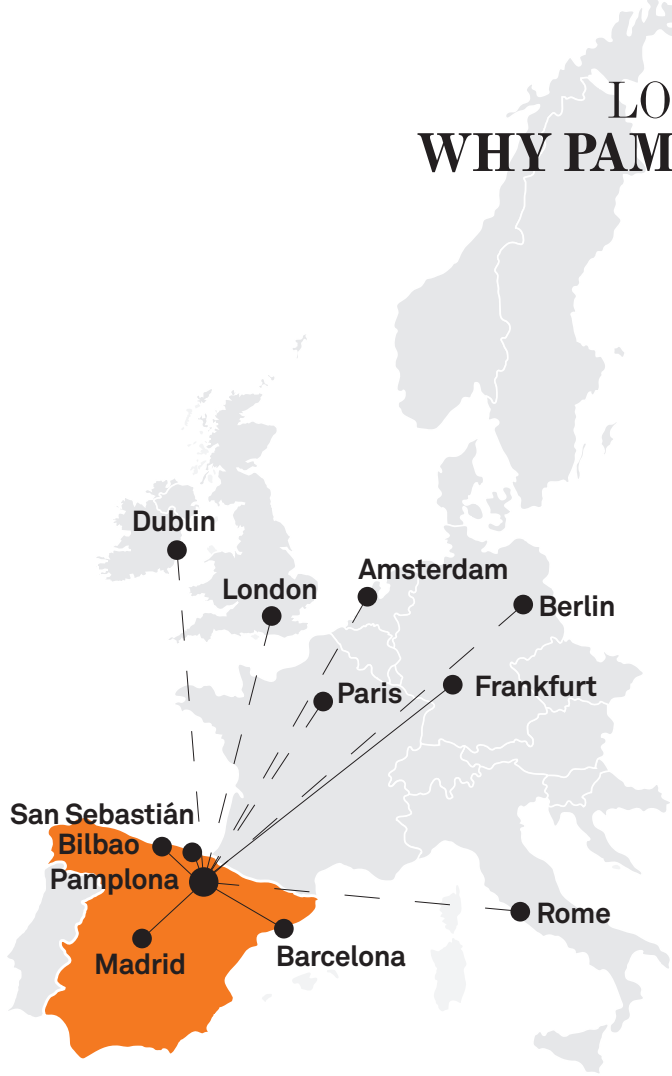 LO
WHY PAM
Dublin
Amsterdam
London
Berlin
Paris
Frankfurt
San Sebastián
Bilbao
Pamplona
Rome
Madrid
Barcelona